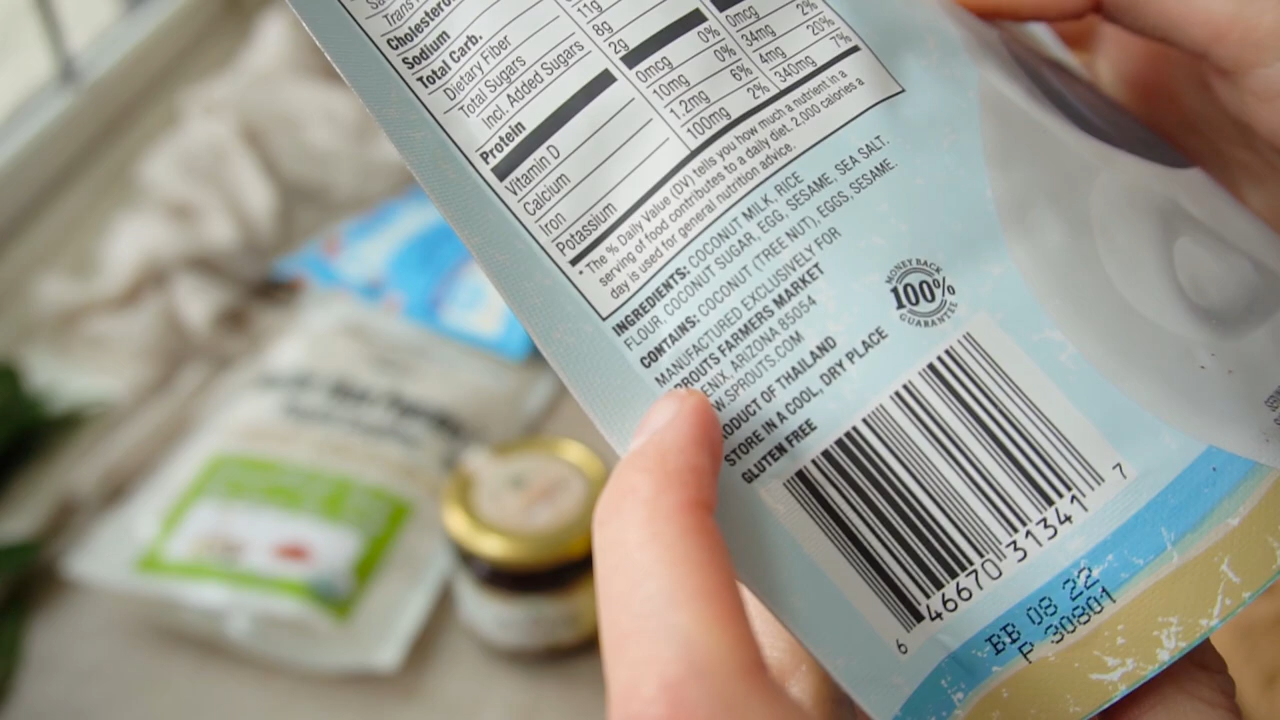 Trans
Cholestero
Sodium
Total Carb. 11g
Dietary Fiber 8g
Total Sugars 2g
Incl. Added Sugars
Protein
Vitamin D 0mcg 0% 0mcg 2%
Calcium 10mg 0% 34mg 20%
Iron 1.2mg 6% 4mg 7%
Potassium 100mg 2% 340mg
* The % Daily Value (DV) tells you how much a nutrient in a
serving of food contributes to a daily diet. 2,000 calories a
day is used for general nutrition advice.
INGREDIENTS: COCONUT MILK, RICE
FLOUR, COCONUT SUGAR, EGG, SESAME, SEA SALT.
CONTAINS: COCONUT (TREE NUT), EGGS, SESAME.
MANUFACTURED EXCLUSIVELY FOR
PROUTS FARMERS MARKET
ENIX, ARIZONA 85054
W.SPROUTS.COM
ODUCT OF THAILAND
STORE IN A COOL, DRY PLACE
GLUTEN FREE
MONEY BACK
100%
GUARANTEE
6 46670 31341 7
BB 08 22
P 30801